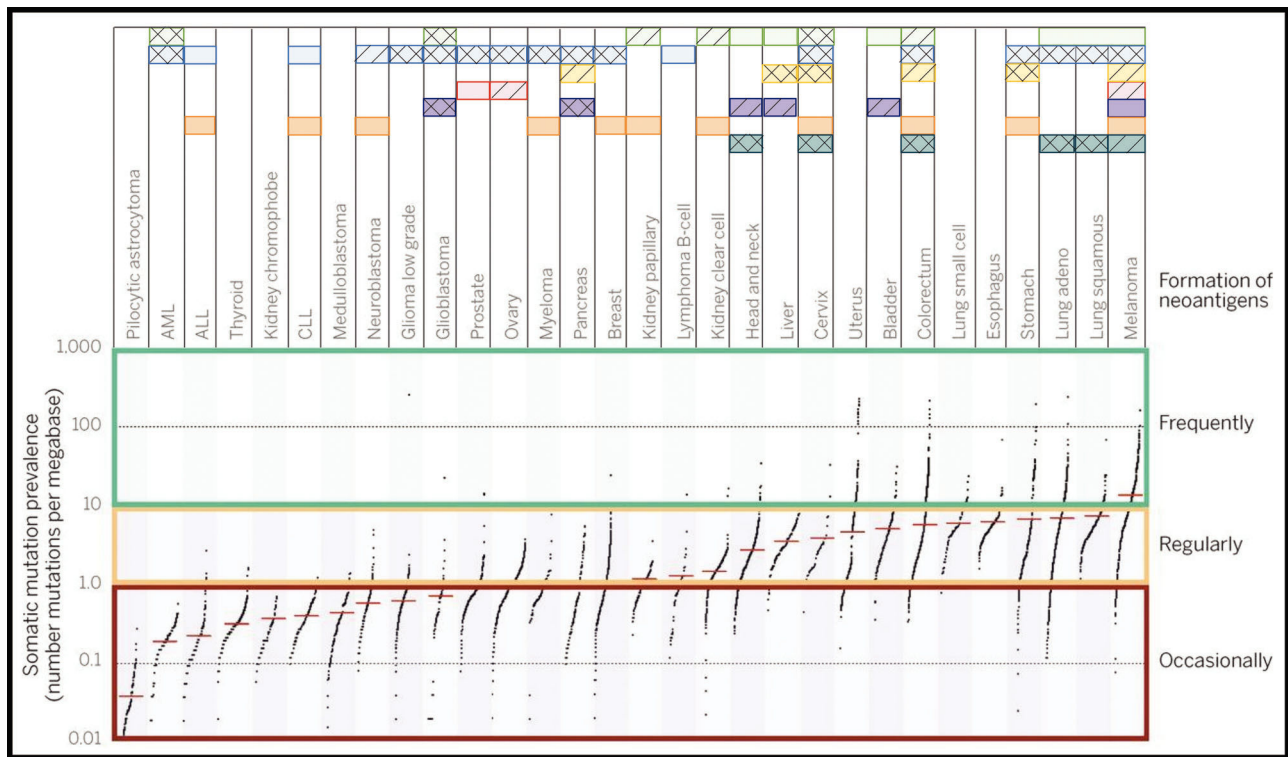 Pilocytic astrocytoma
AML
ALL
Thyroid
Kidney chromophobe
CLL
Medulloblastoma
Neuroblastoma
Glioma low grade
Glioblastoma
Prostate
Ovary
Myeloma
Pancreas
Breast
Kidney papillary
Lymphoma B-cell
Kidney clear cell
Head and neck
Liver
Cervix
Uterus
Bladder
Colorectum
Lung small cell
Esophagus
Stomach
Lung adeno
Lung squamous
Melanoma
Formation of
neoantigens
Somatic mutation prevalence
(number mutations per megabase)
1.000
100
10
1.0
0.1
0.01
Frequently
Regularly
Occasionally